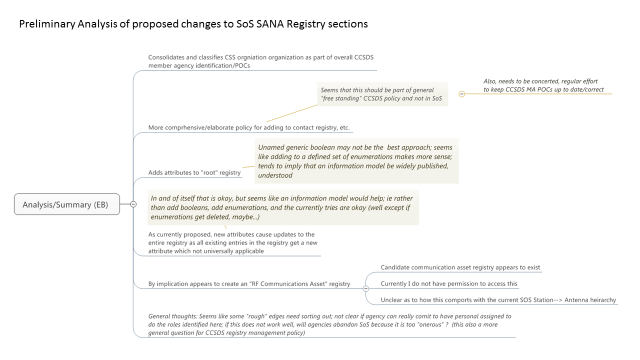 Preliminary Analysis of proposed changes to SoS SANA Registry sections
Consolidates and classifies CSS orgniation organization as part of overall CCSDS
member agency identification/POCs
Seems that this should be part of general
"free standing" CCSDS policy and not in SoS
Also, needs to be concerted, regular effort
to keep CCSDS MA POCs up to date/correct
More comprhensive/elaborate policy for adding to contact registry, etc.
Unamed generic boolean may not be the best approach; seems
like adding to a defined set of enumerations makes more sense;
tends to imply that an information model be widely published,
understood
Adds attributes to "root" registry
Analysis/Summary (EB)
In and of itself that is okay, but seems like an information model would help; ie rather
than add booleans, add enumerations, and the currently tries are okay (well except if
enumerations get deleted, maybe...)
As currently proposed, new attributes cause updates to the
entire registry as all existing entries in the registry get a new
attribute which not universally applicable
By implication appears to create an "RF Communications Asset" registry
Candidate communication asset registry appears to exist
Currently I do not have permission to access this
Unclear as to how this comports with the current SOS Station--> Antenna heirarchy
General thoughts: Seems like some "rough" edges need sorting out; not clear if agency can really comit to have personal assigned to
do the roles identified here; if this does not work well, will agencies abandon SoS because it is too "onerous" ? (this also a more
general question for CCSDS registry management policy)